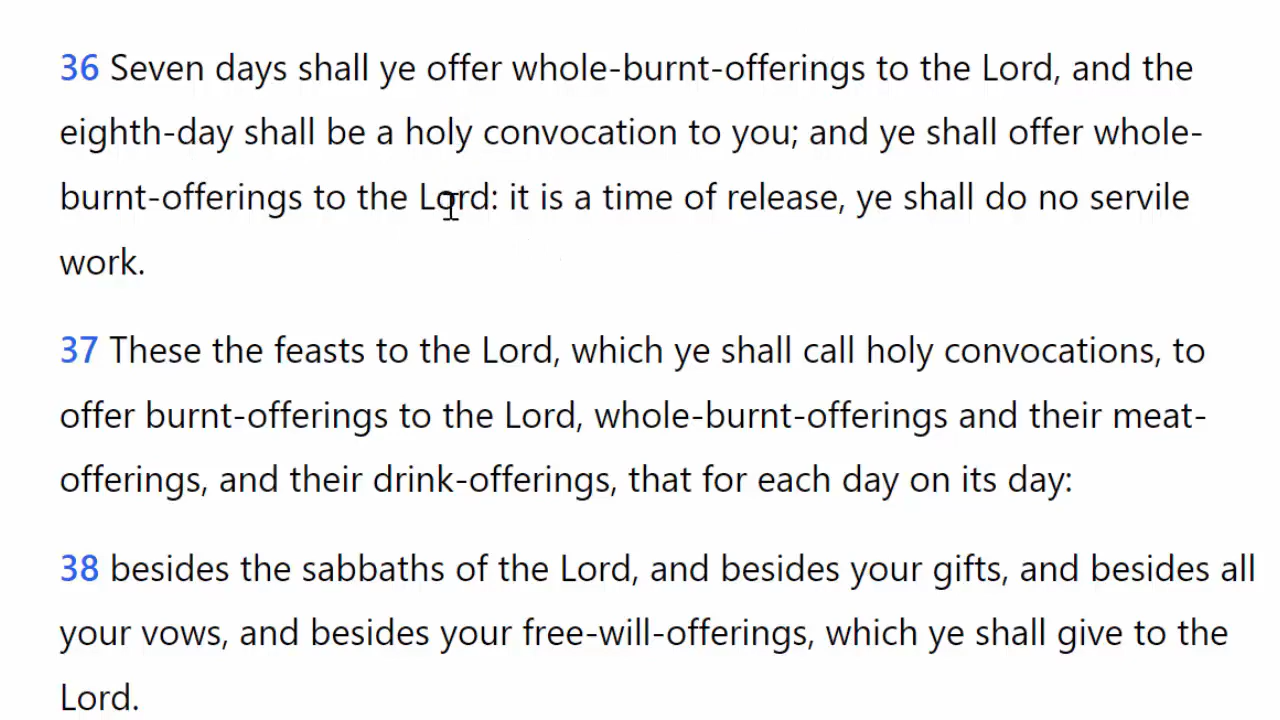 36 Seven days shall ye offer whole-burnt-offerings to the Lord, and the
eighth-day shall be a holy convocation to you; and ye shall offer whole-
burnt-offerings to the Lord: it is a time of release, ye shall do no servile
work.
37 These the feasts to the Lord, which ye shall call holy convocations, to
offer burnt-offerings to the Lord, whole-burnt-offerings and their meat-
offerings, and their drink-offerings, that for each day on its day:
38 besides the sabbaths of the Lord, and besides your gifts, and besides all
your vows, and besides your free-will-offerings, which ye shall give to the
Lord.